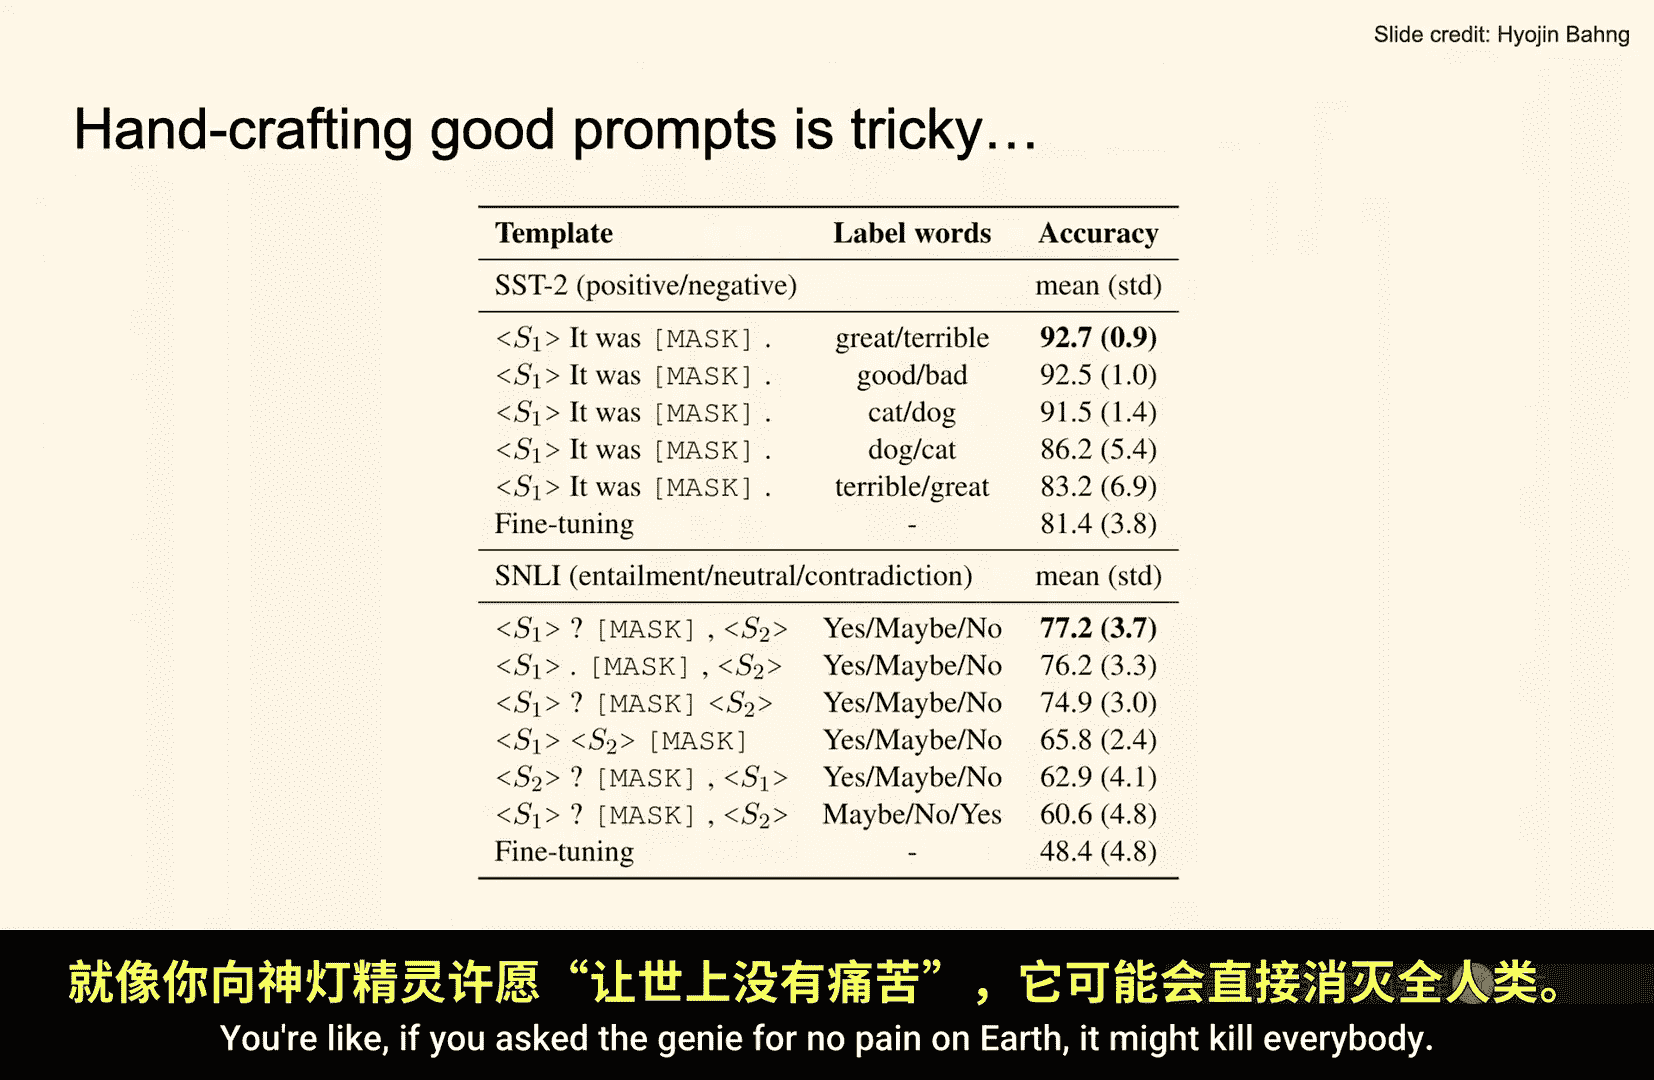 Slide credit: Hyojin Bahng
Hand-crafting good prompts is tricky…
Template Label words Accuracy
SST-2 (positive/negative) mean (std)
<S1> It was [MASK] . great/terrible 92.7 (0.9)
<S1> It was [MASK] . good/bad 92.5 (1.0)
<S1> It was [MASK] . cat/dog 91.5 (1.4)
<S1> It was [MASK] . dog/cat 86.2 (5.4)
<S1> It was [MASK] . terrible/great 83.2 (6.9)
Fine-tuning - 81.4 (3.8)
SNLI (entailment/neutral/contradiction) mean (std)
<S1> ? [MASK] , <S2> Yes/Maybe/No 77.2 (3.7)
<S1> . [MASK] , <S2> Yes/Maybe/No 76.2 (3.3)
<S1> ? [MASK] <S2> Yes/Maybe/No 74.9 (3.0)
<S1> <S2> [MASK] Yes/Maybe/No 65.8 (2.4)
<S2> ? [MASK] , <S1> Yes/Maybe/No 62.9 (4.1)
<S1> ? [MASK] , <S2> Maybe/No/Yes 60.6 (4.8)
Fine-tuning - 48.4 (4.8)
就像你向神灯精灵许愿“让世上没有痛苦”，它可能会直接消灭全人类。
You're like, if you asked the genie for no pain on Earth, it might kill everybody.